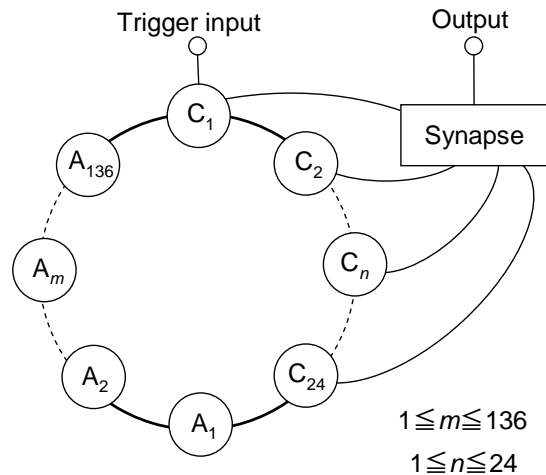 Trigger input
Output
C₁
Synapse
A₁₃₆
C₂
Aₘ
Cₙ
A₂
C₂₄
A₁
1≦m≦136
1≦n≦24